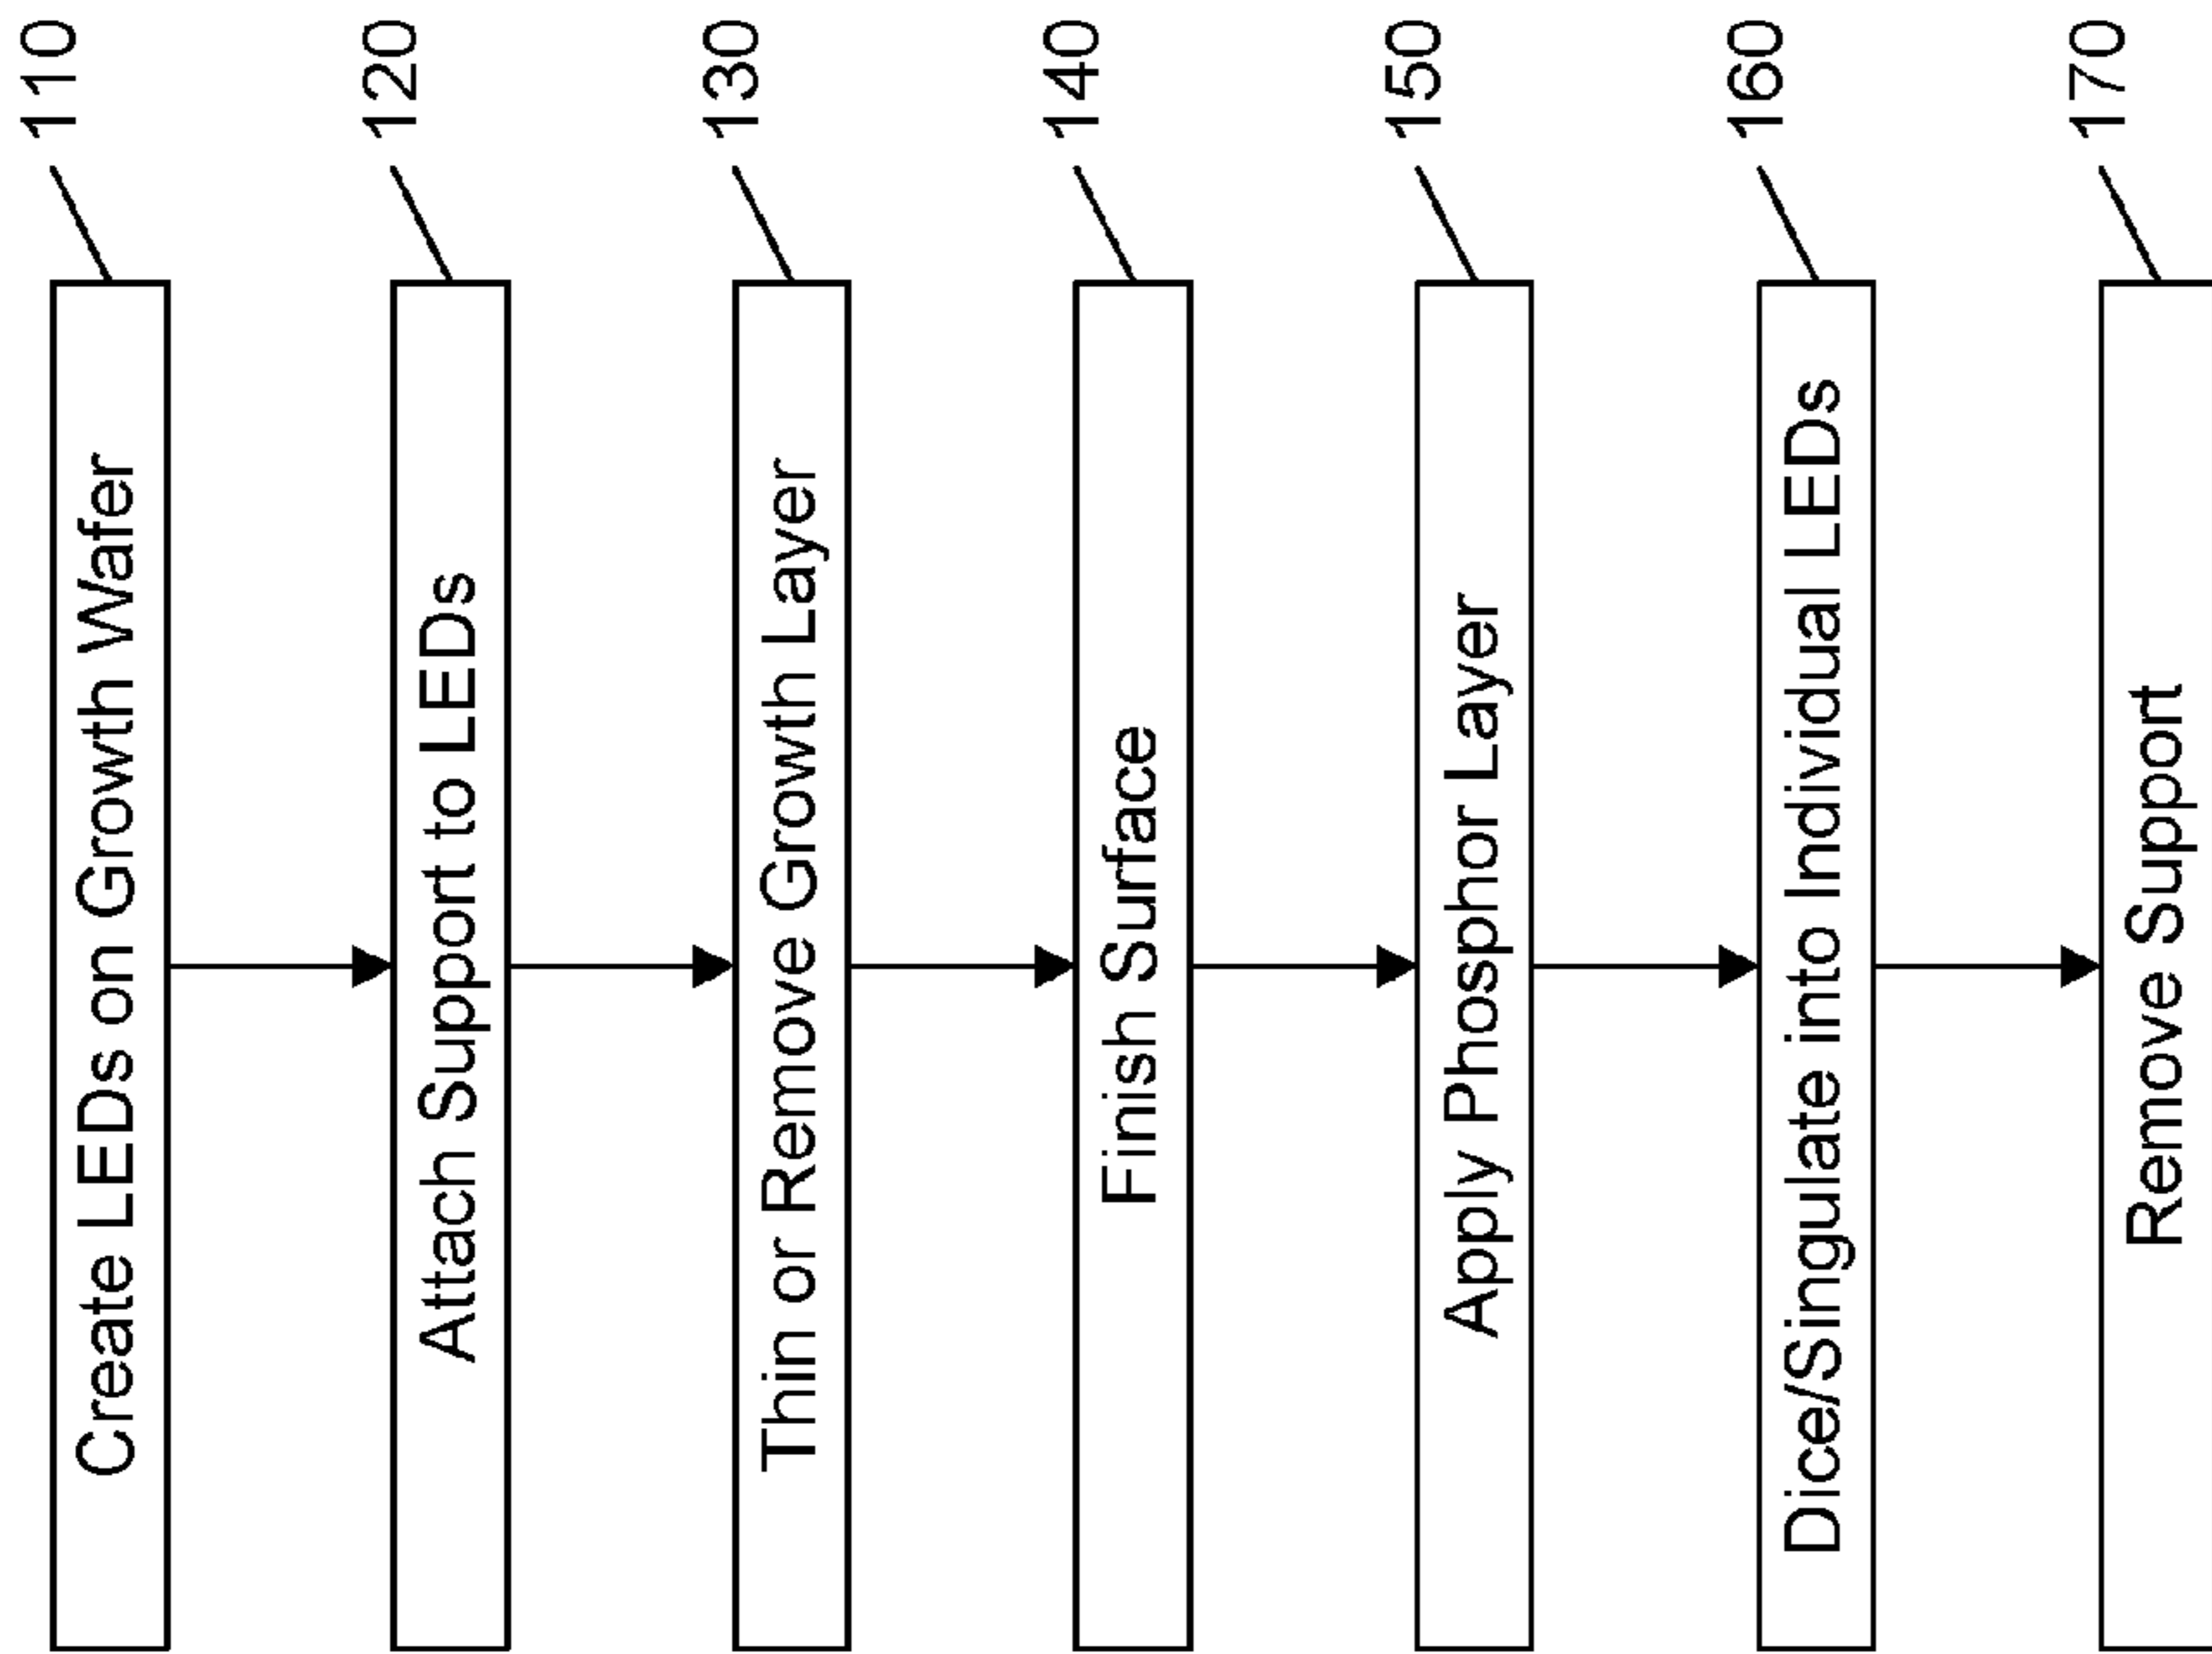 Create LEDs on Growth Wafer
110
Attach Support to LEDs
120
Thin or Remove Growth Layer
130
Finish Surface
140
Apply Phosphor Layer
150
Dice/Singulate into Individual LEDs
160
Remove Support
170